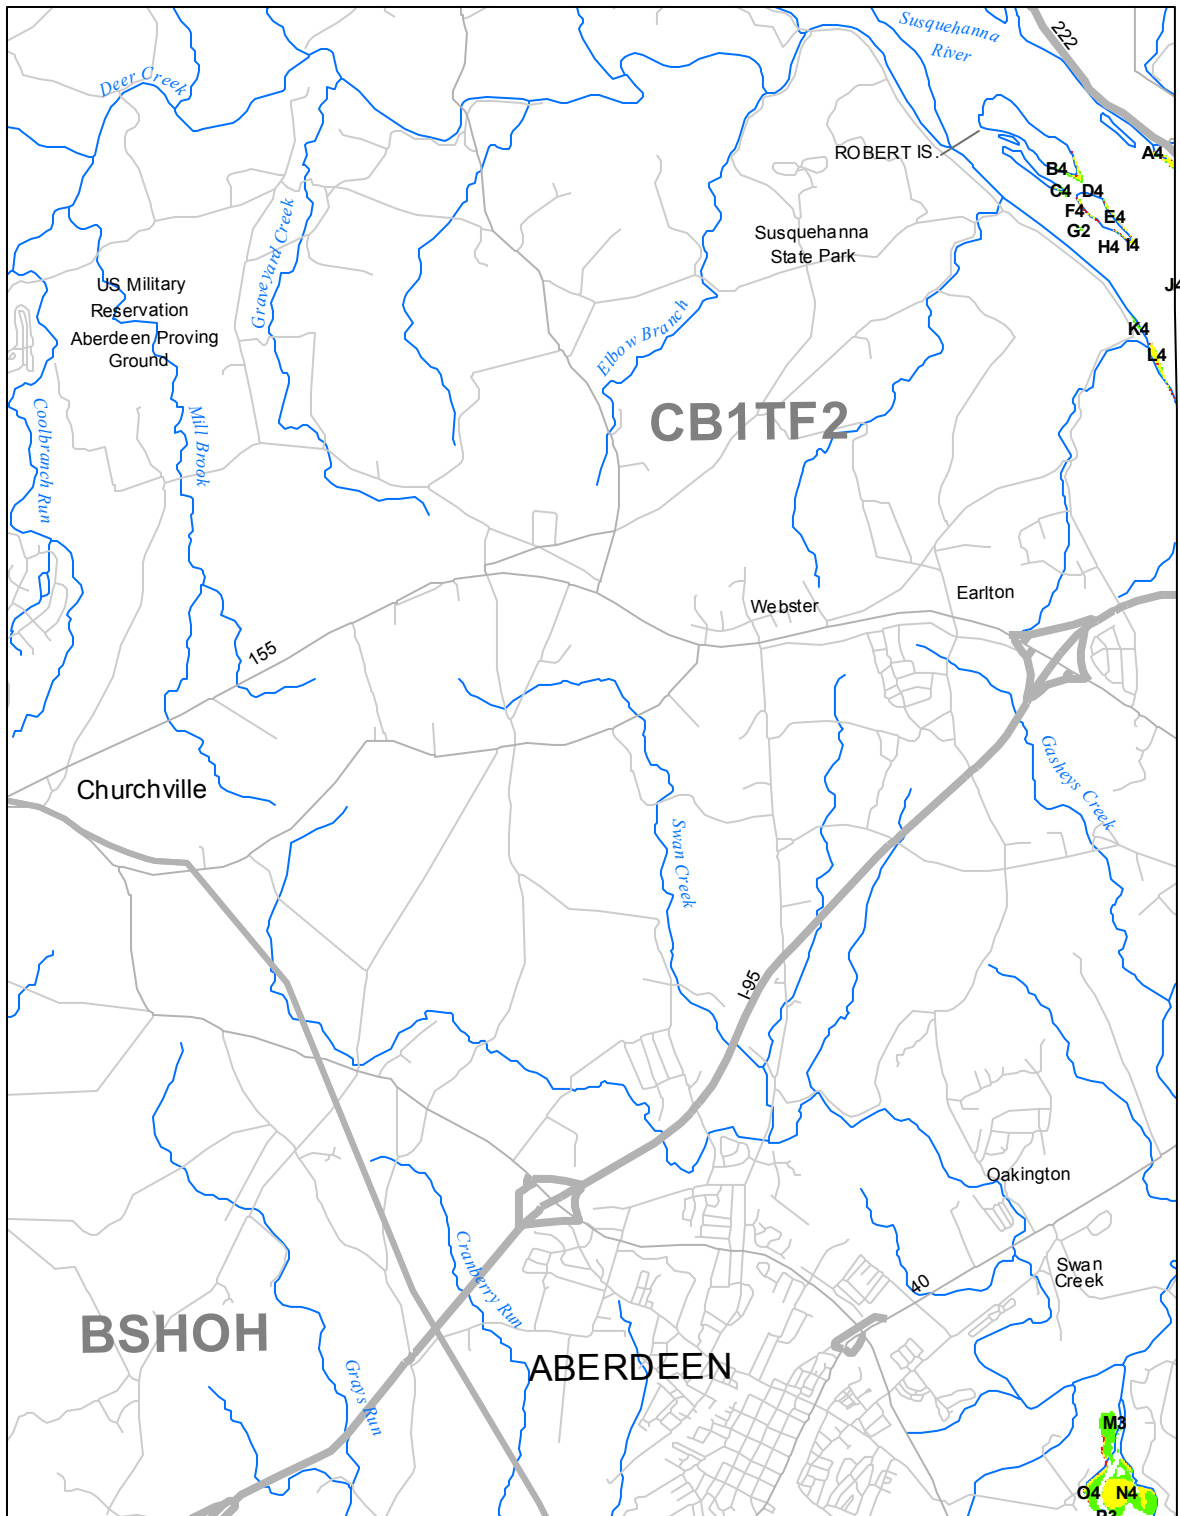 Susquehanna
River
222
Deer Creek
ROBERT IS.
A4
B4
C4
D4
F4
E4
G2
H4
I4
Graveyard Creek
Susquehanna
State Park
US Military
Reservation
Aberdeen Proving
Ground
J4
K4
L4
Elbow Branch
Coolbranch Run
Mill Brook
CB1TF2
Earlton
Webster
155
Churchville
Gasheys Creek
Swan Creek
I-95
Oakington
Swan
Creek
40
Cranberry Run
BSHOH
ABERDEEN
Grays Run
M3
O4
N4
P3